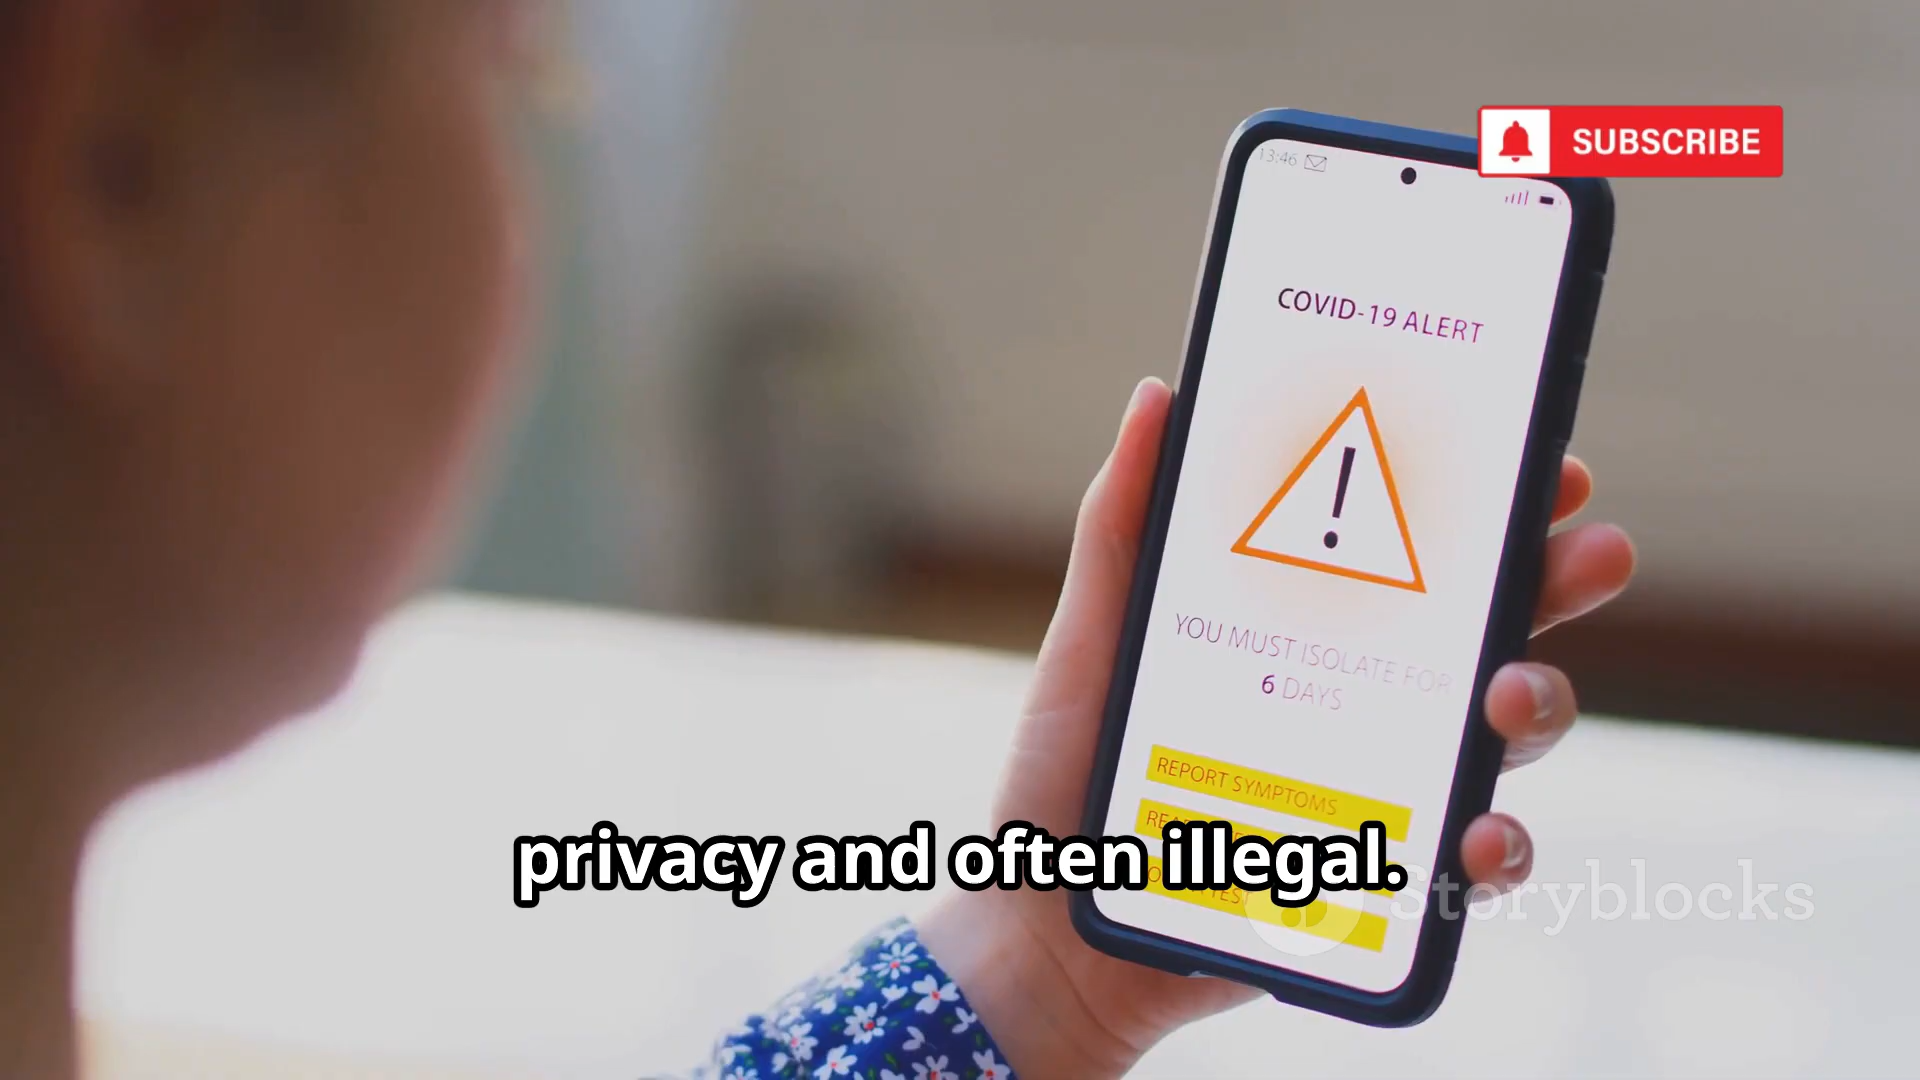 SUBSCRIBE
13:46
COVID-19 ALERT
!
YOU MUST ISOLATE FOR
6 DAYS
REPORT SYMPTOMS
privacy and often illegal.
TEST
Storyblocks